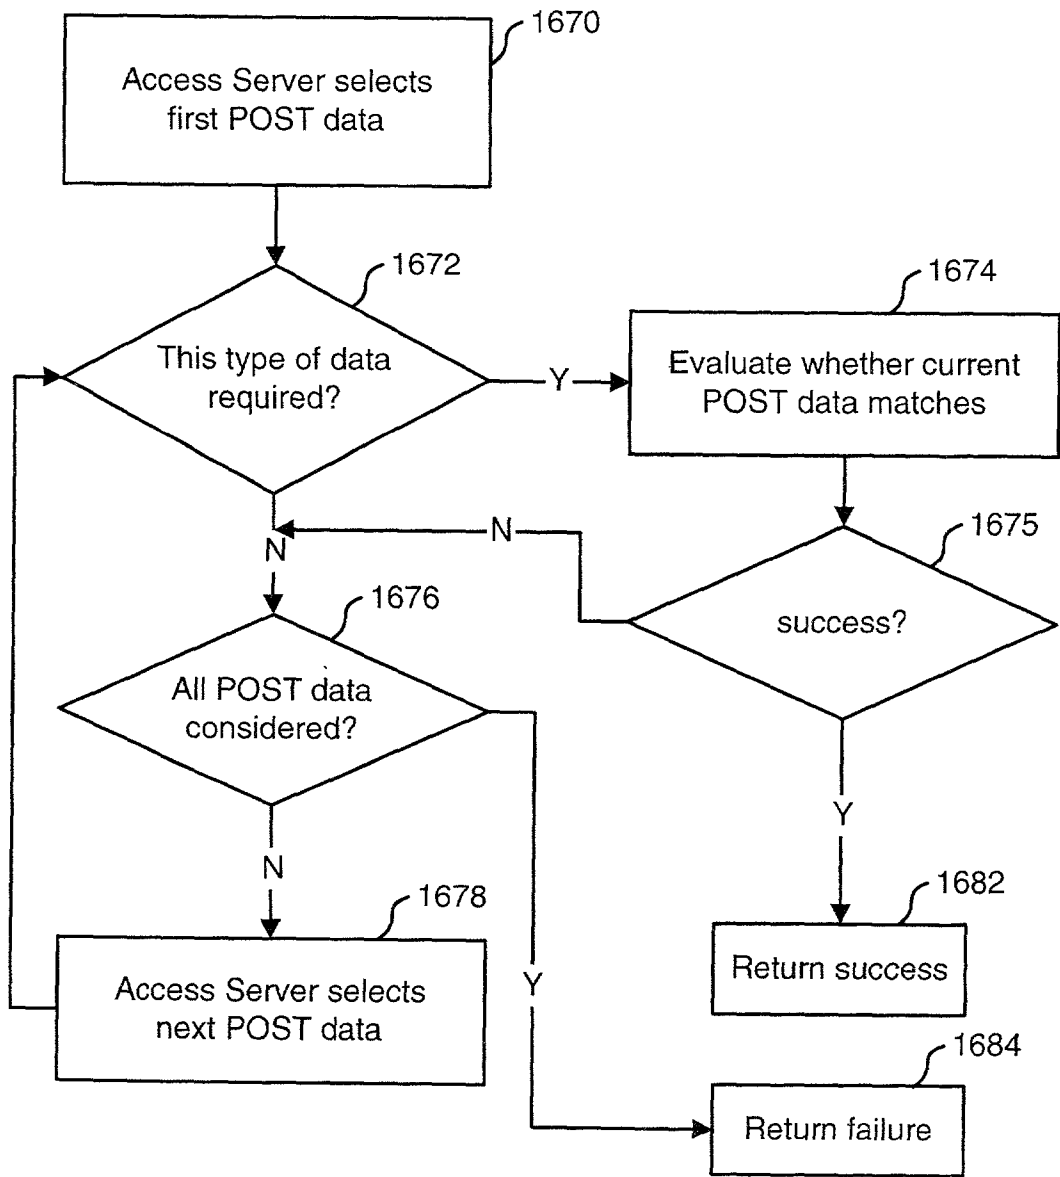 1670
Access Server selects
first POST data
1672
This type of data
required?
Y
1674
Evaluate whether current
POST data matches
N
N
1675
success?
1676
All POST data
considered?
Y
N
1678
Access Server selects
next POST data
Y
1682
Return success
1684
Return failure